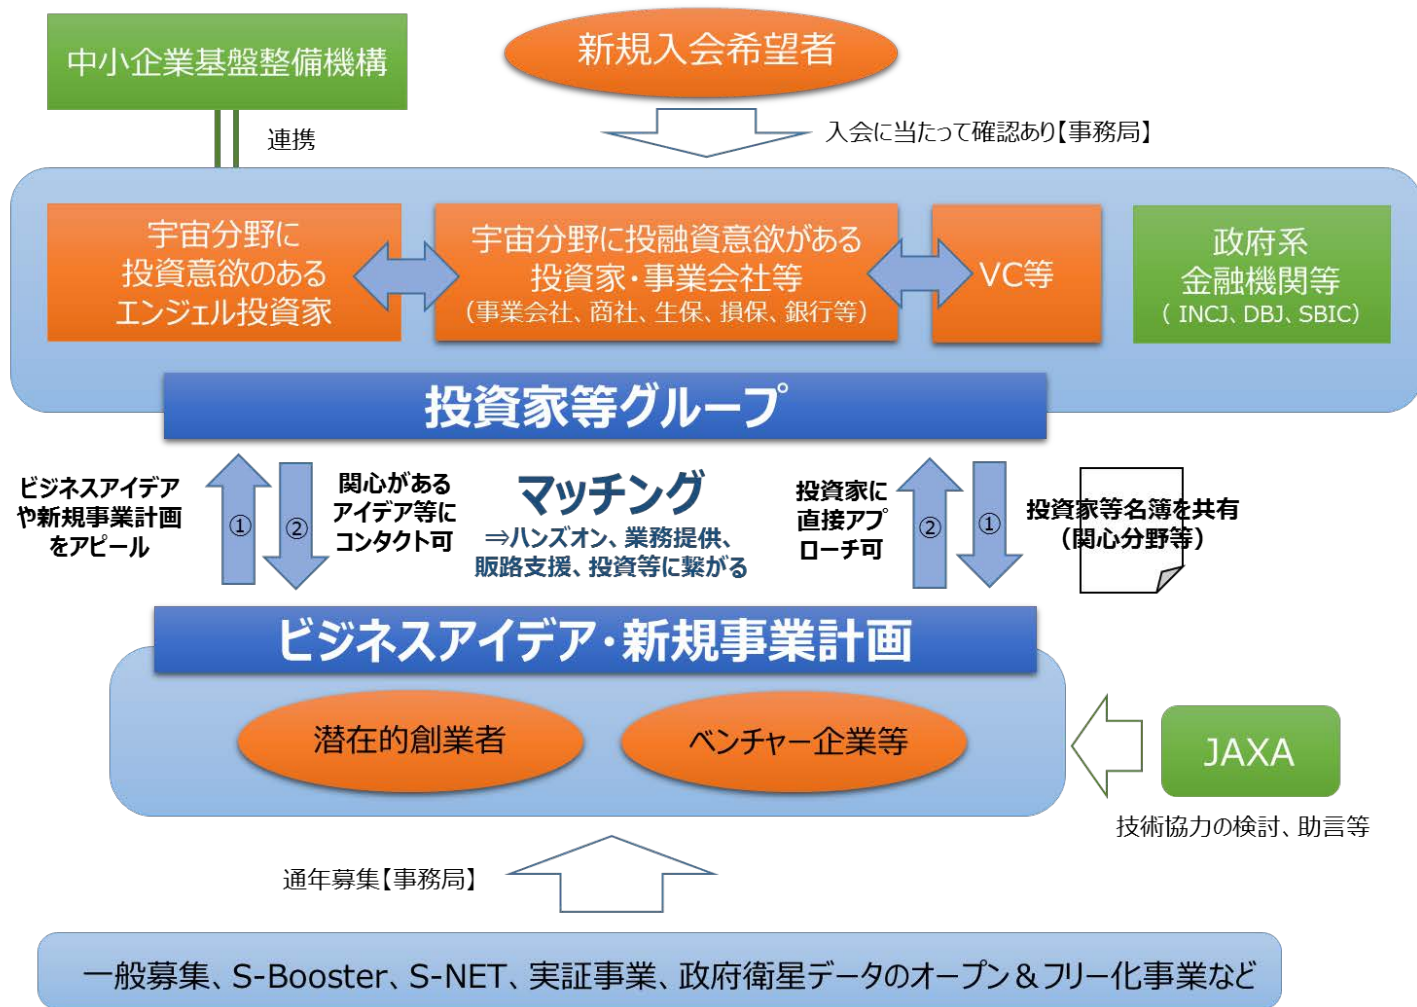 中小企業基盤整備機構
新規入会希望者
連携
入会に当たって確認あり【事務局】
宇宙分野に
投資意欲のある
エンジェル投資家
宇宙分野に投融資意欲がある
投資家・事業会社等
（事業会社、商社、生保、損保、銀行等）
VC等
政府系
金融機関等
（ INCJ、DBJ、SBIC）
投資家等グループ
ビジネスアイデア
や新規事業計画
をアピール
①
②
関心がある
アイデア等に
コンタクト可
マッチング
⇒ハンズオン、業務提供、
販路支援、投資等に繋がる
投資家に
直接アプ
ローチ可
②
①
投資家等名簿を共有
（関心分野等）
ビジネスアイデア・新規事業計画
潜在的創業者
ベンチャー企業等
JAXA
技術協力の検討、助言等
通年募集【事務局】
一般募集、S-Booster、S-NET、実証事業、政府衛星データのオープン＆フリー化事業など